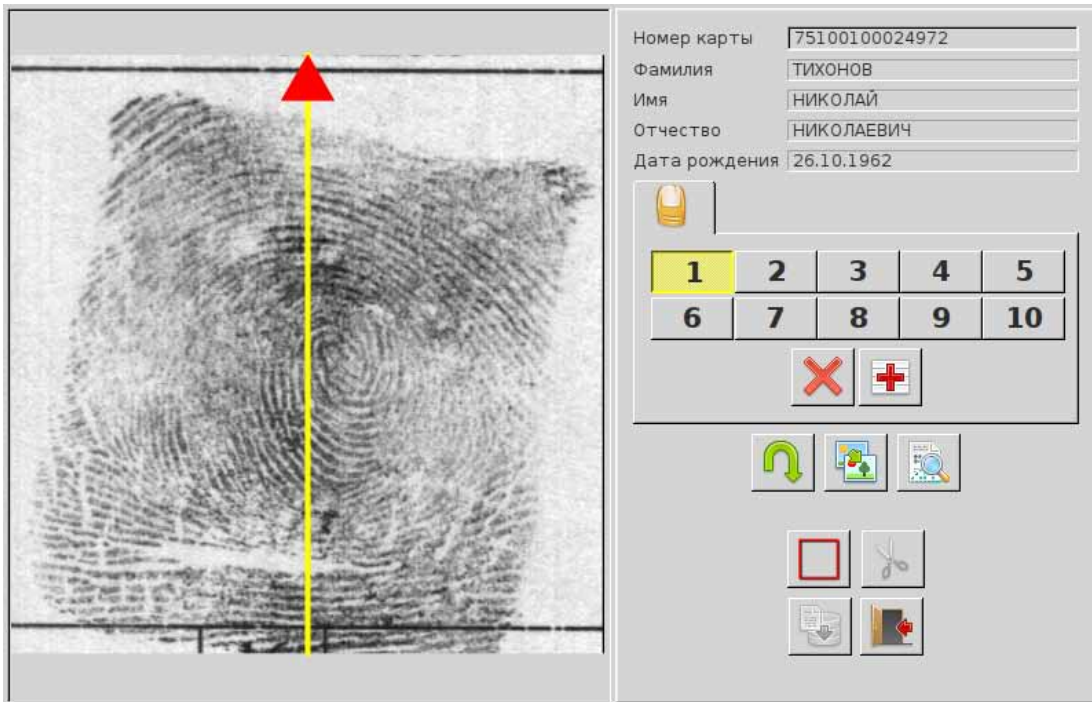 Номер карты 75100100024972
Фамилия ТИХОНОВ
Имя НИКОЛАЙ
Отчество НИКОЛАЕВИЧ
Дата рождения 26.10.1962
1 2 3 4 5
6 7 8 9 10